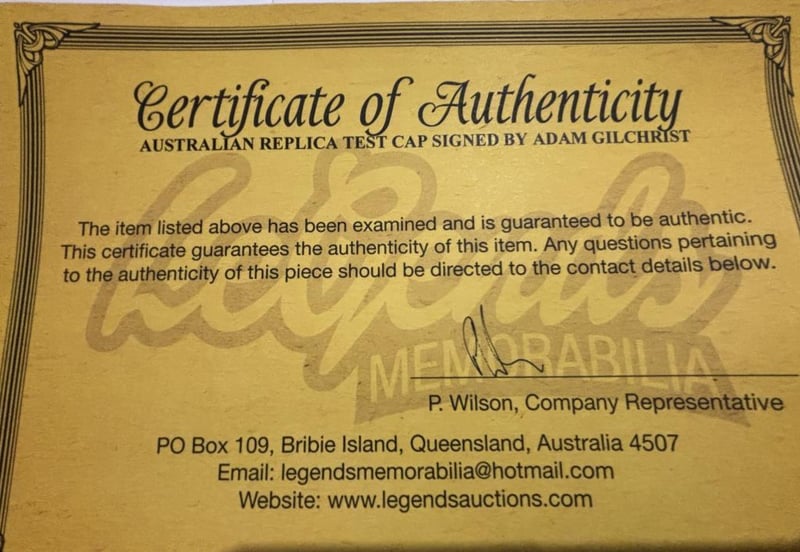 Certificate of Authenticity
AUSTRALIAN REPLICA TEST CAP SIGNED BY ADAM GILCHRIST
Legends
The item listed above has been examined and is guaranteed to be authentic.
This certificate guarantees the authenticity of this item. Any questions pertaining
to the authenticity of this piece should be directed to the contact details below.
MEMORABILIA
P. Wilson, Company Representative
PO Box 109, Bribie Island, Queensland, Australia 4507
Email: legendsmemorabilia@hotmail.com
Website: www.legendsauctions.com